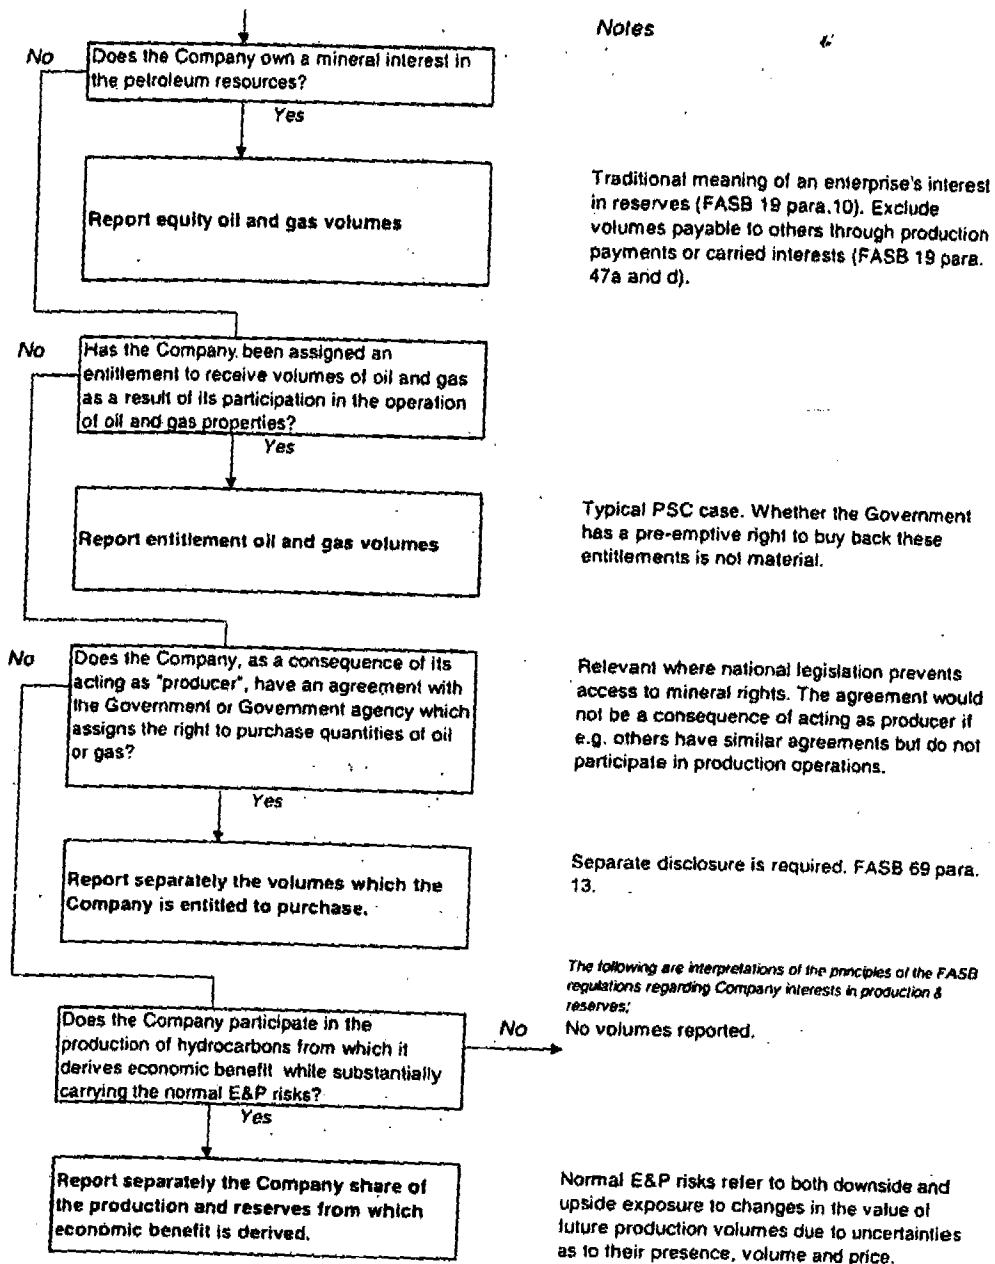 Notes
No
Does the Company own a mineral interest in
the petroleum resources?
Yes
Report equity oil and gas volumes
Traditional meaning of an enterprise's interest
in reserves (FASB 19 para.10). Exclude
volumes payable to others through production
payments or carried interests (FASB 19 para.
47a and d).
No
Has the Company been assigned an
entitlement to receive volumes of oil and gas
as a result of its participation in the operation
of oil and gas properties?
Yes
Report entitlement oil and gas volumes
Typical PSC case. Whether the Government
has a pre-emptive right to buy back these
entitlements is not material.
No
Does the Company, as a consequence of its
acting as "producer", have an agreement with
the Government or Government agency which
assigns the right to purchase quantities of oil
or gas?
Yes
Relevant where national legislation prevents
access to mineral rights. The agreement would
not be a consequence of acting as producer if
e.g. others have similar agreements but do not
participate in production operations.
Report separately the volumes which the
Company is entitled to purchase.
Separate disclosure is required. FASB 69 para.
13.
The following are interpretations of the principles of the FASB
regulations regarding Company interests in production &
reserves;
Does the Company participate in the
production of hydrocarbons from which it
derives economic benefit while substantially
carrying the normal E&P risks?
No
No volumes reported.
Yes
Report separately the Company share of
the production and reserves from which
economic benefit is derived.
Normal E&P risks refer to both downside and
upside exposure to changes in the value of
future production volumes due to uncertainties
as to their presence, volume and price.